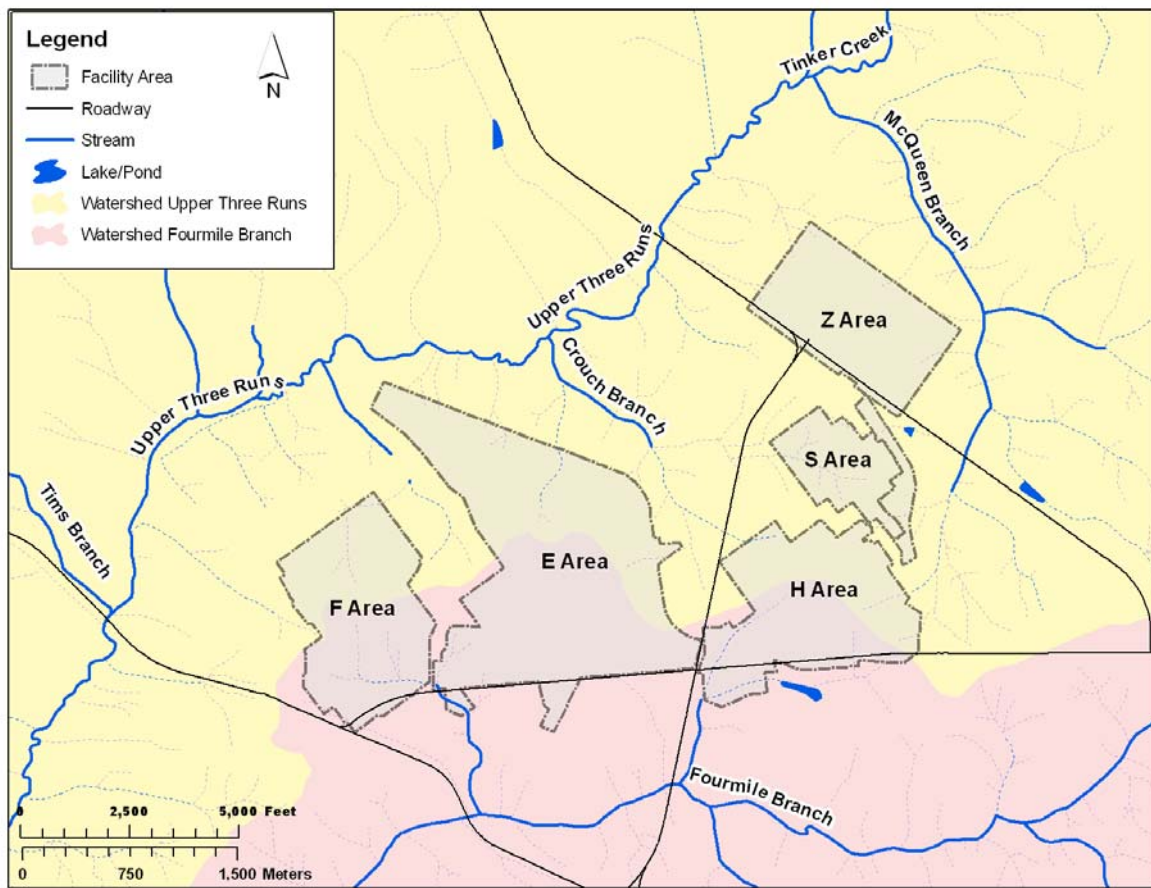 Legend
Facility Area
Roadway
Stream
Lake/Pond
Watershed Upper Three Runs
Watershed Fourmile Branch
N
Tinker Creek
McQueen Branch
Upper Three Runs
Z Area
Crouch Branch
Upper Three Runs
S Area
Tims Branch
E Area
H Area
F Area
Fourmile Branch
0 2,500 5,000 Feet
0 750 1,500 Meters